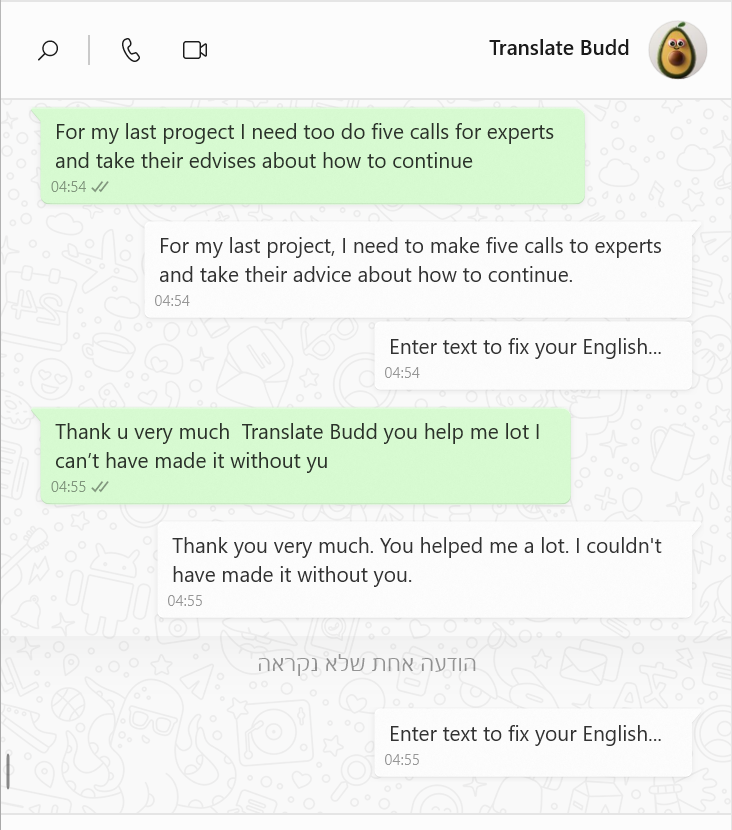 Translate Budd
For my last progect I need too do five calls for experts
and take their edvises about how to continue
04:54
For my last project, I need to make five calls to experts
and take their advice about how to continue.
04:54
Enter text to fix your English...
04:54
Thank u very much  Translate Budd you help me lot I
can’t have made it without yu
04:55
Thank you very much. You helped me a lot. I couldn't
have made it without you.
04:55
הודעה אחת שלא נקראה
Enter text to fix your English...
04:55